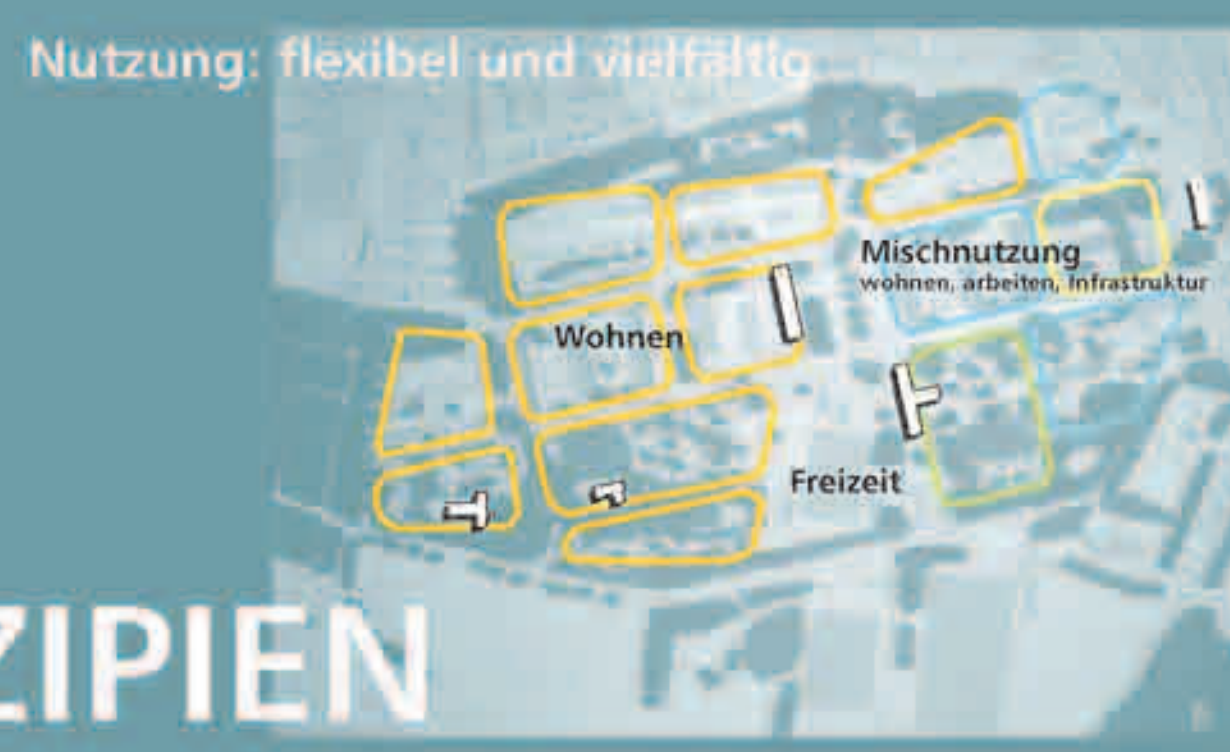 Nutzung: flexibel und vielfältig
Mischnutzung
wohnen, arbeiten, Infrastruktur
Wohnen
Freizeit
ZIPIEN